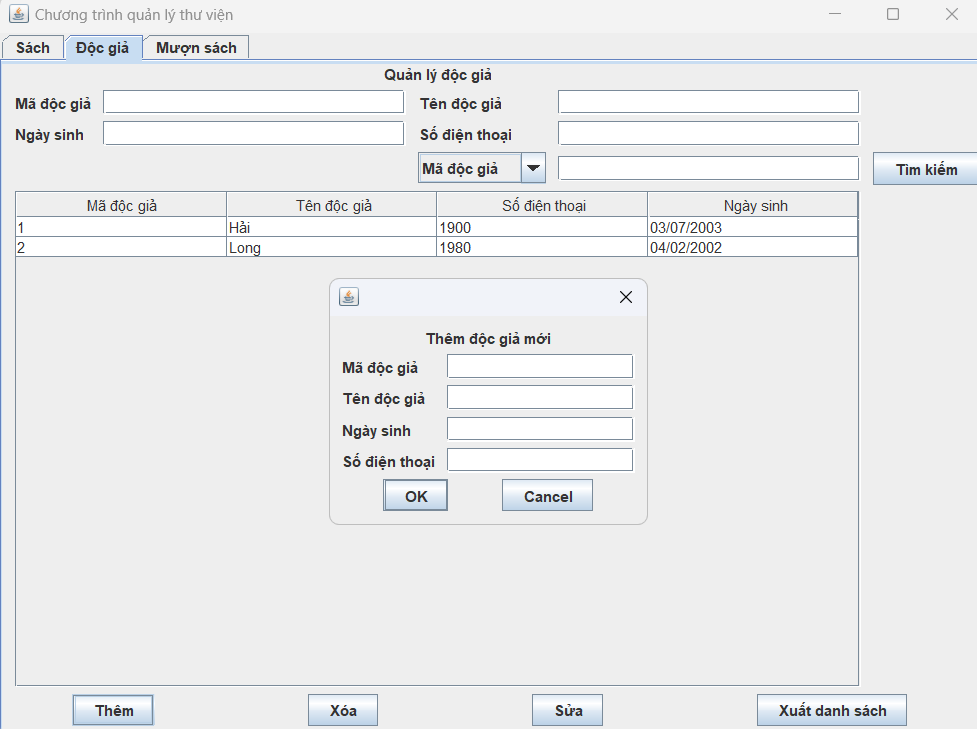 Chương trình quản lý thư viện
Sách Độc giả Mượn sách
Quản lý độc giả
Mã độc giả Tên độc giả
Ngày sinh Số điện thoại
Mã độc giả Tìm kiếm
Mã độc giả Tên độc giả Số điện thoại Ngày sinh
1 Hải 1900 03/07/2003
2 Long 1980 04/02/2002
Thêm độc giả mới
Mã độc giả
Tên độc giả
Ngày sinh
Số điện thoại
OK Cancel
Thêm Xóa Sửa Xuất danh sách